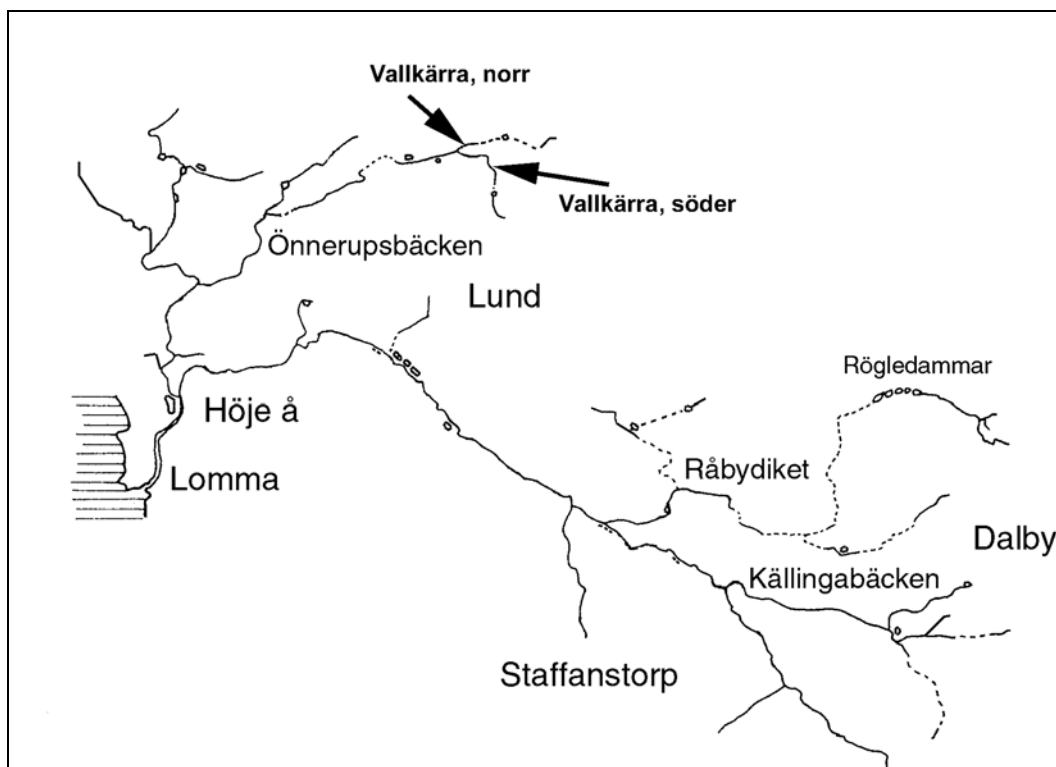 Vallkärra, norr
Vallkärra, söder
Önnerupsbäcken
Lund
Rögledammar
Höje å
Råbydiket
Lomma
Dalby
Källingabäcken
Staffanstorp